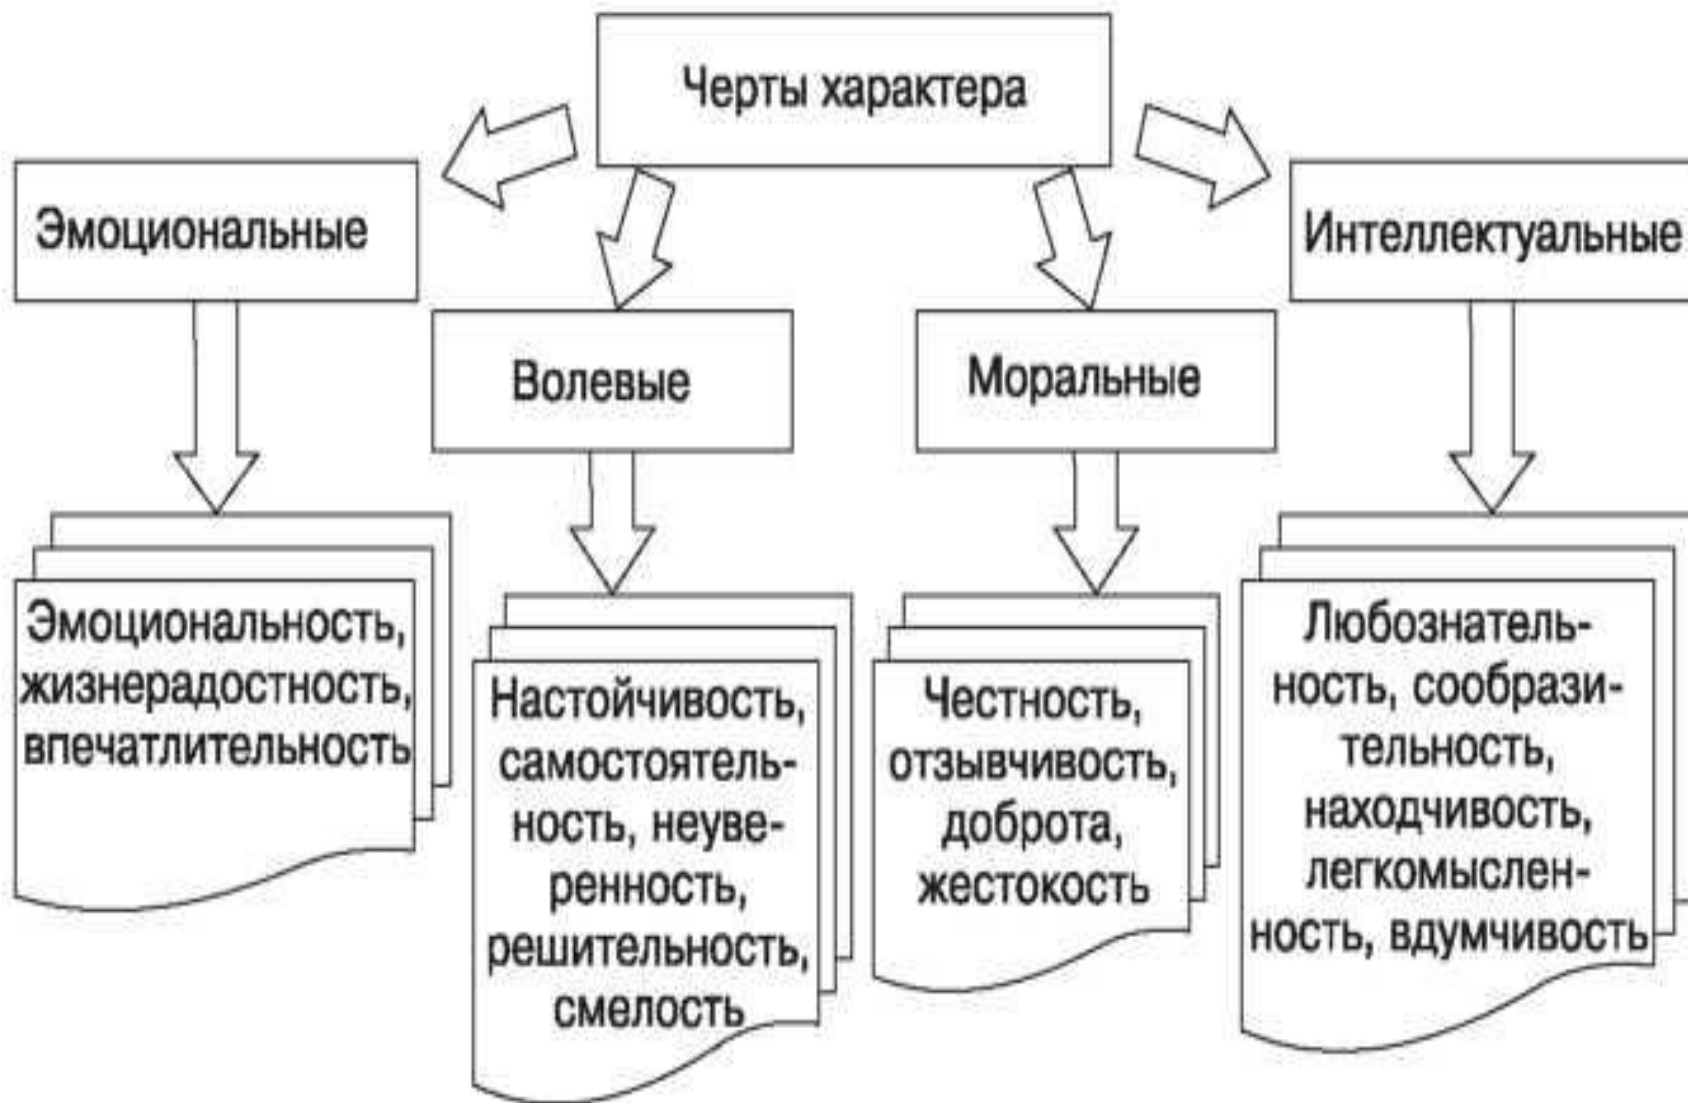 Черты характера
Эмоциональные
Интеллектуальные
Волевые
Моральные
Эмоциональность,
жизнерадостность,
впечатлительность
Настойчивость,
самостоятель-
ность, неуве-
ренность,
решительность,
смелость
Честность,
отзывчивость,
доброта,
жестокость
Любознатель-
ность, сообрази-
тельность,
находчивость,
легкомыслен-
ность, вдумчивость